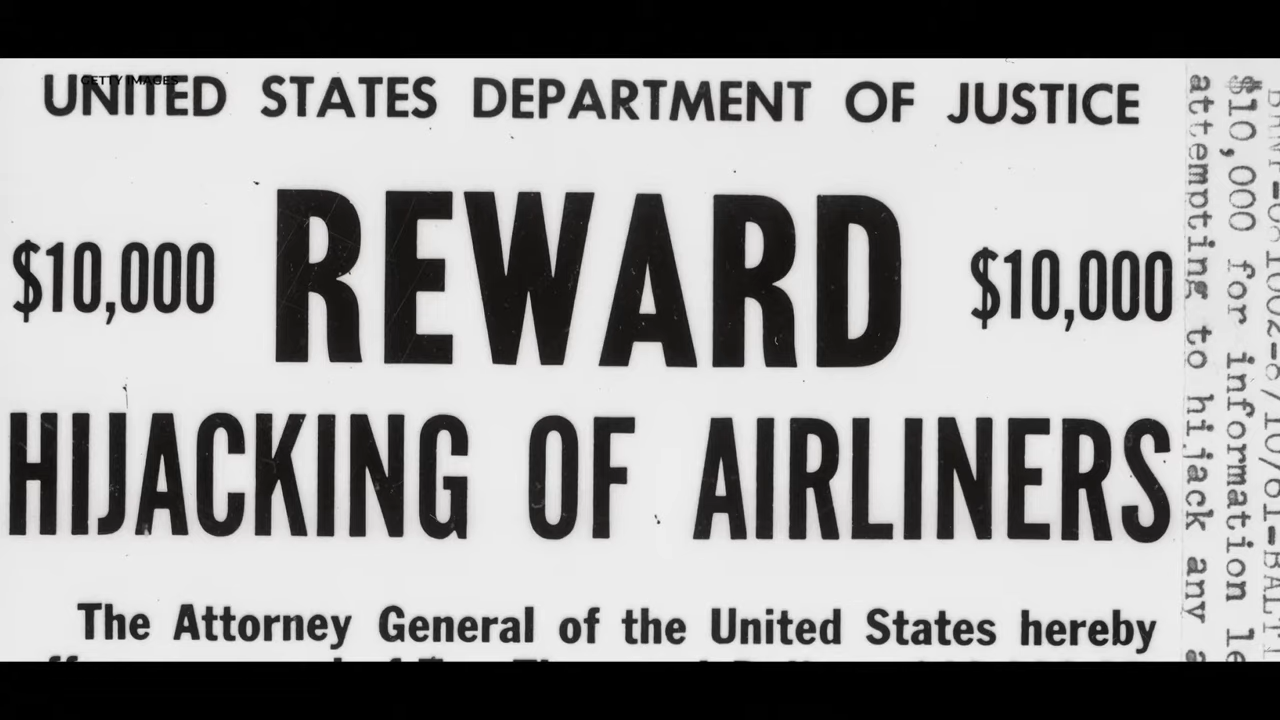 GETTY IMAGES
UNITED STATES DEPARTMENT OF JUSTICE
$10,000 REWARD $10,000
HIJACKING OF AIRLINERS
The Attorney General of the United States hereby
$10,000 for information
attempting to hijack any